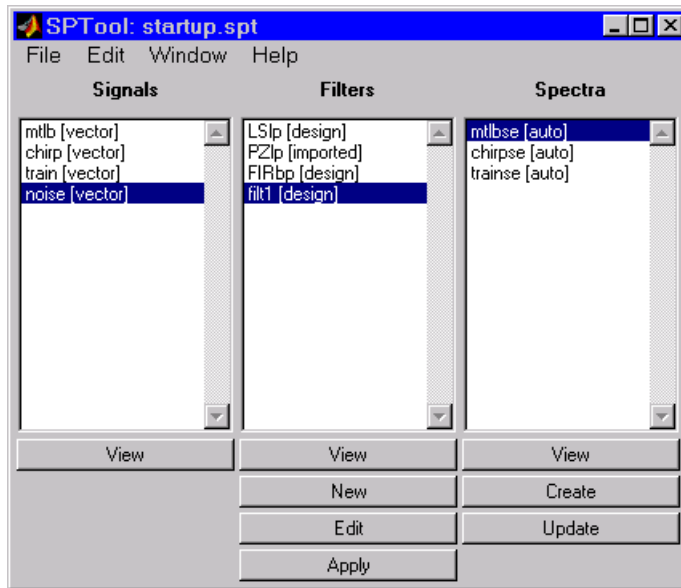 SPTool: startup.spt
File Edit Window Help
Signals Filters Spectra
mtlb [vector] LSlp [design] mtlbse [auto]
chirp [vector] PZlp [imported] chirpse [auto]
train [vector] FIRbp [design] trainse [auto]
noise [vector] filt1 [design]
View View View
New Create
Edit Update
Apply